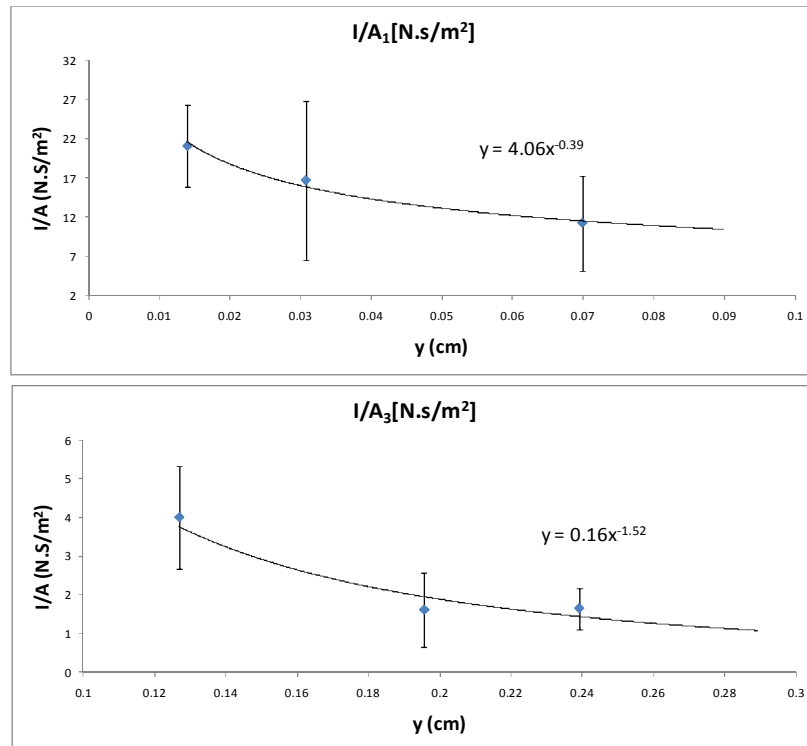 I/A₁[N.s/m²]
32
27
22
17
12
7
2
I/A (N.S/m²)
y = 4.06x⁻⁰·³⁹
0 0.01 0.02 0.03 0.04 0.05 0.06 0.07 0.08 0.09 0.1
y (cm)
I/A₃[N.s/m²]
6
5
4
3
2
1
0
I/A (N.S/m²)
y = 0.16x⁻¹·⁵²
0.1 0.12 0.14 0.16 0.18 0.2 0.22 0.24 0.26 0.28 0.3
y (cm)